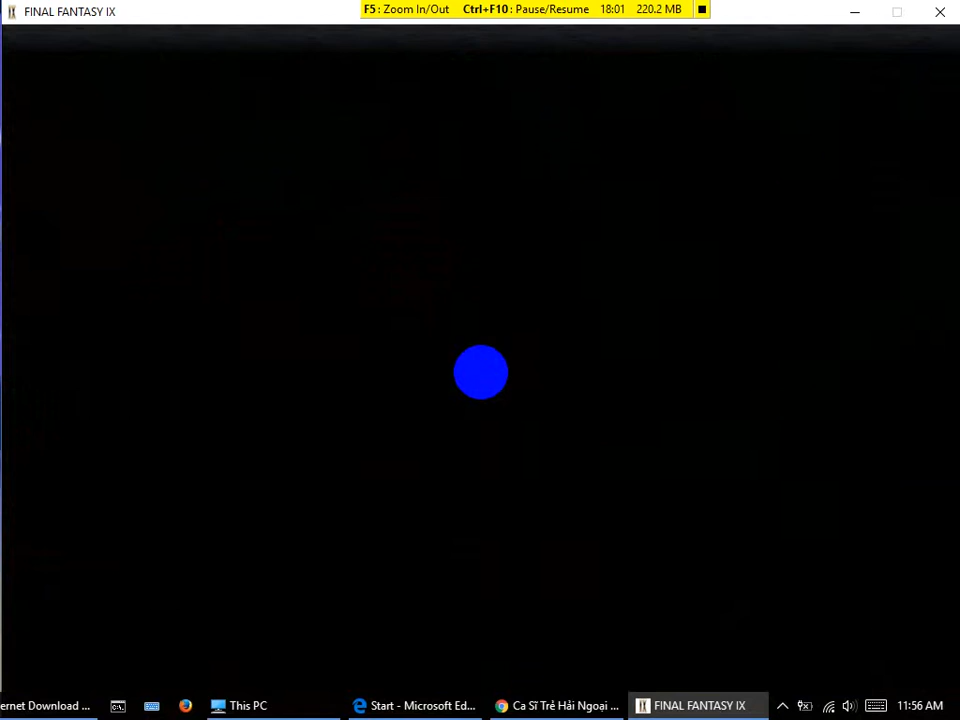 FINAL FANTASY IX
F5: Zoom In/Out Ctrl+F10: Pause/Resume 18:01 220.2 MB
ernet Download ...
This PC
Start - Microsoft Ed...
Ca Sĩ Trẻ Hải Ngoại ...
FINAL FANTASY IX
11:56 AM